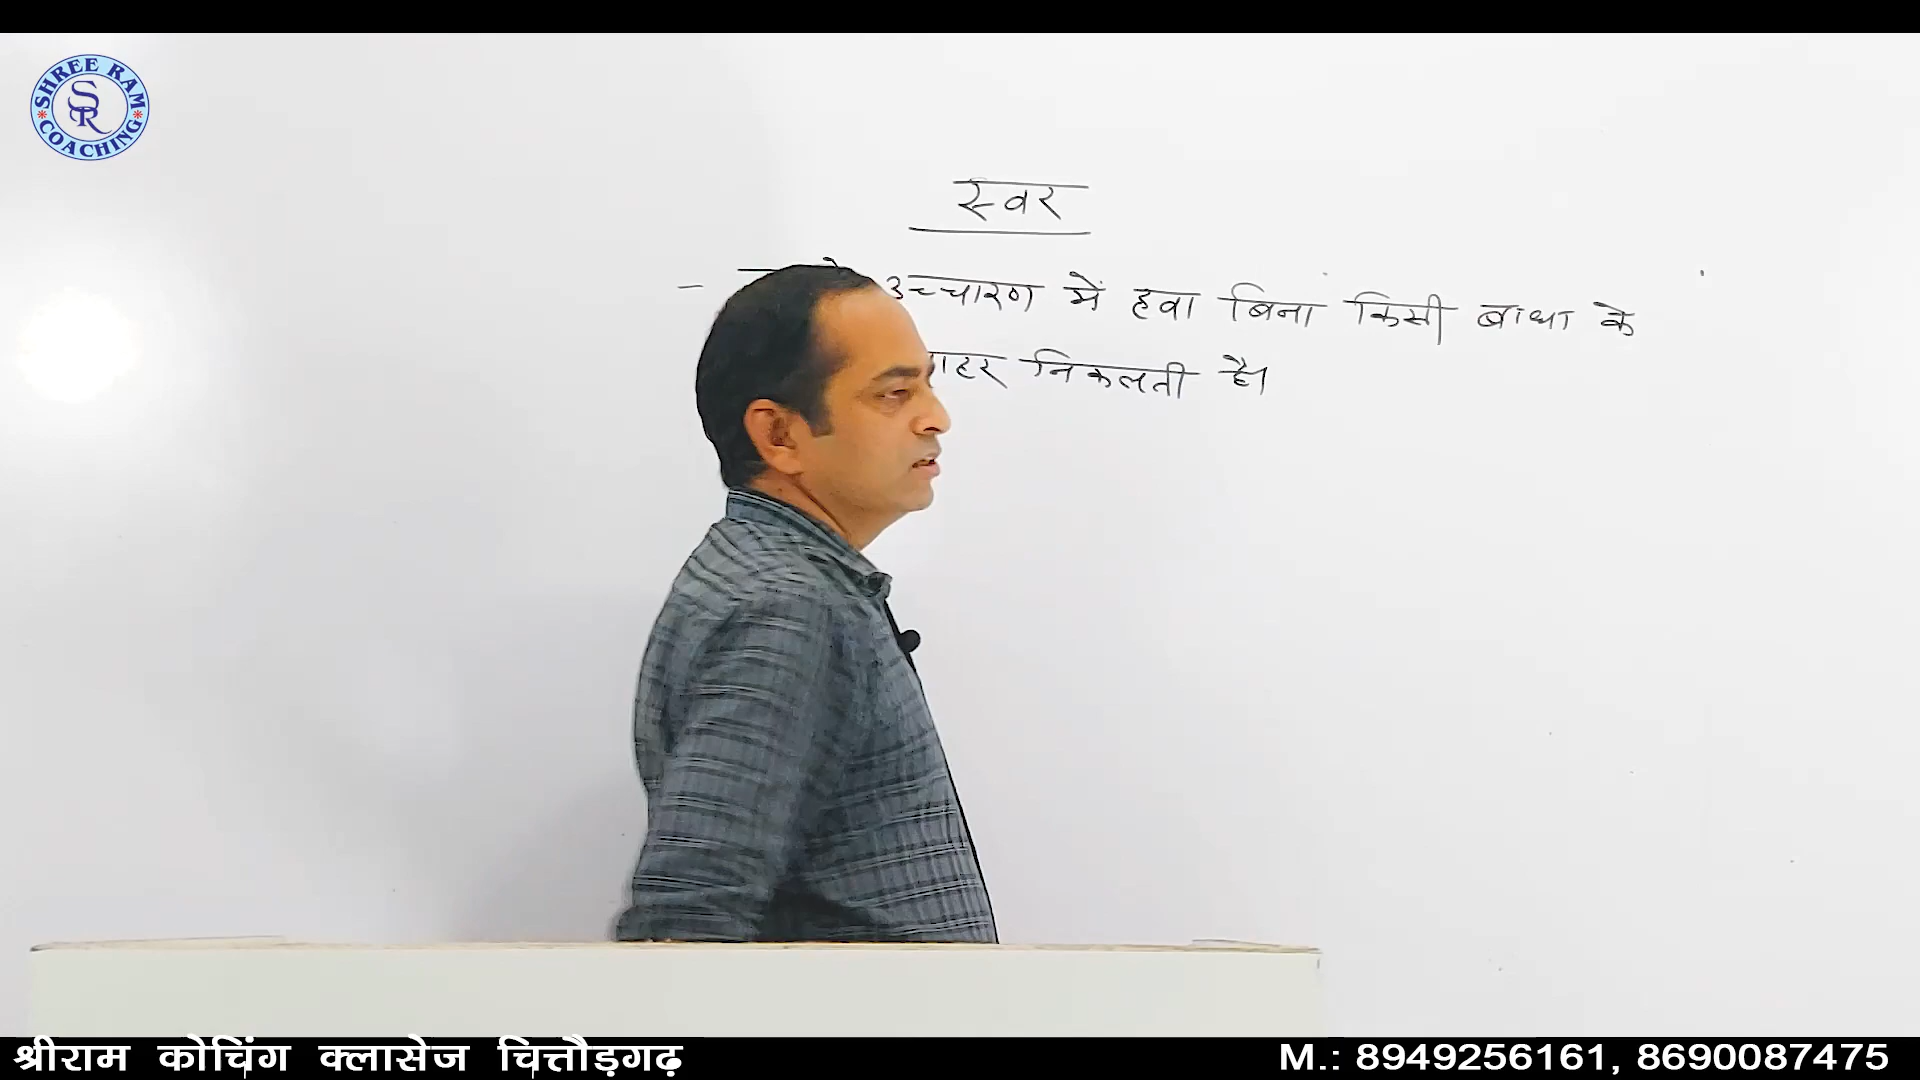 SHREE RAM COACHING
SR
स्वर
- उच्चारण में हवा बिना किसी बाधा के
निकलती है।
श्रीराम कोचिंग क्लासेज चित्तौड़गढ़
M.: 8949256161, 8690087475